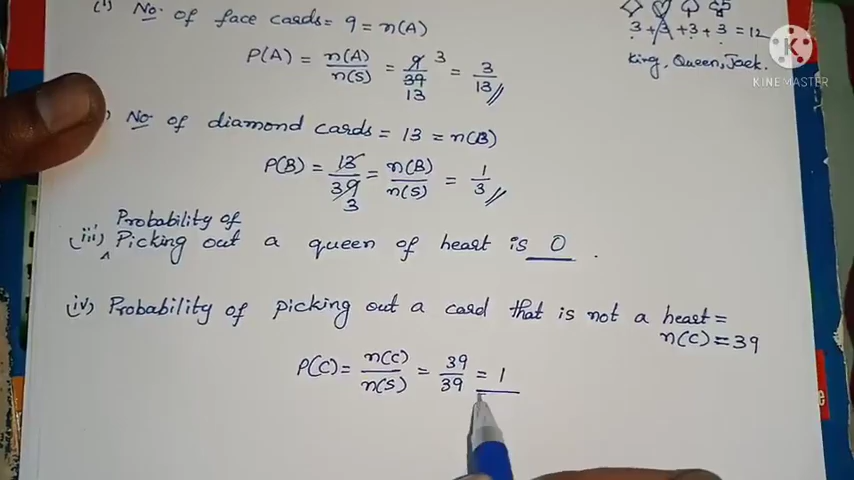 (i) No. of face cards = 9 = n(A)
3 + 3 + 3 + 3 = 12
King, Queen, Jack.
P(A) = n(A)/n(S) = 9/39 3/13 = 3/13
KINEMASTER
No. of diamond cards = 13 = n(B)
P(B) = 13/39 = n(B)/n(S) = 1/3
3
Probability of
(iii) Picking out a queen of heart is 0.
(iv) Probability of picking out a card that is not a heart =
n(C) = 39
P(C) = n(C)/n(S) = 39/39 = 1